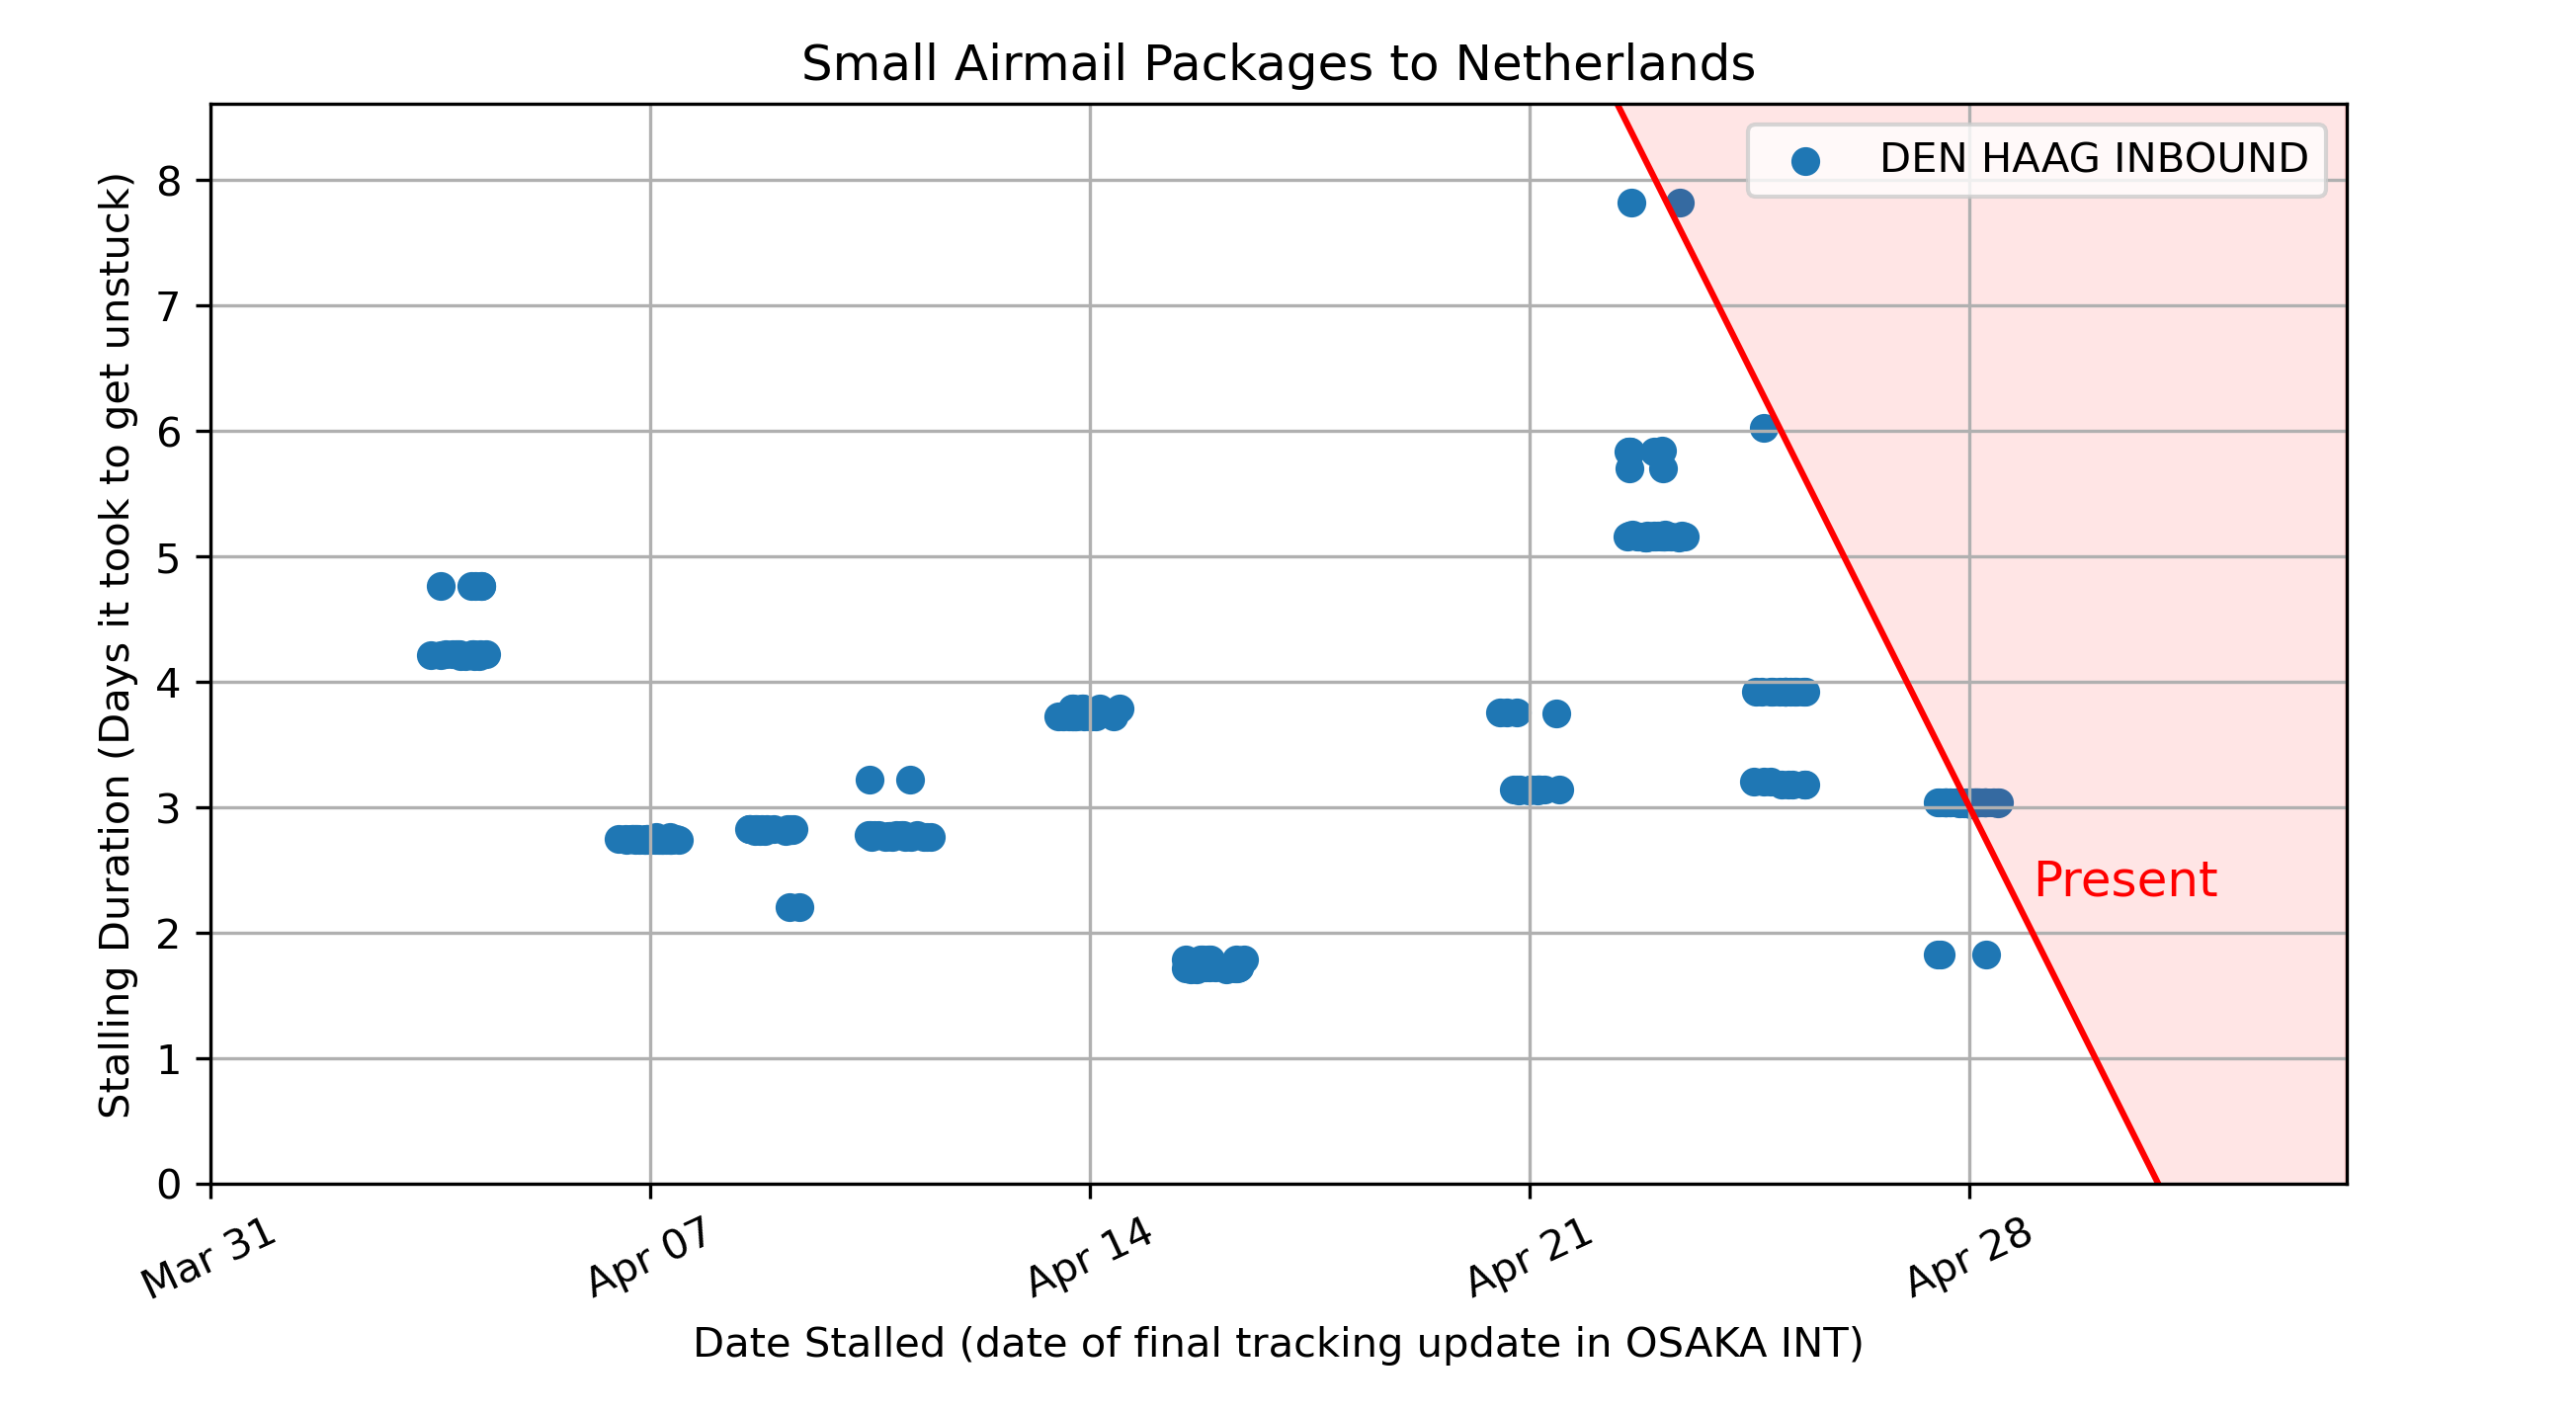 Small Airmail Packages to Netherlands
DEN HAAG INBOUND
Stalling Duration (Days it took to get unstuck)
8
7
6
5
4
3
2
1
0
Present
Mar 31
Apr 07
Apr 14
Apr 21
Apr 28
Date Stalled (date of final tracking update in OSAKA INT)